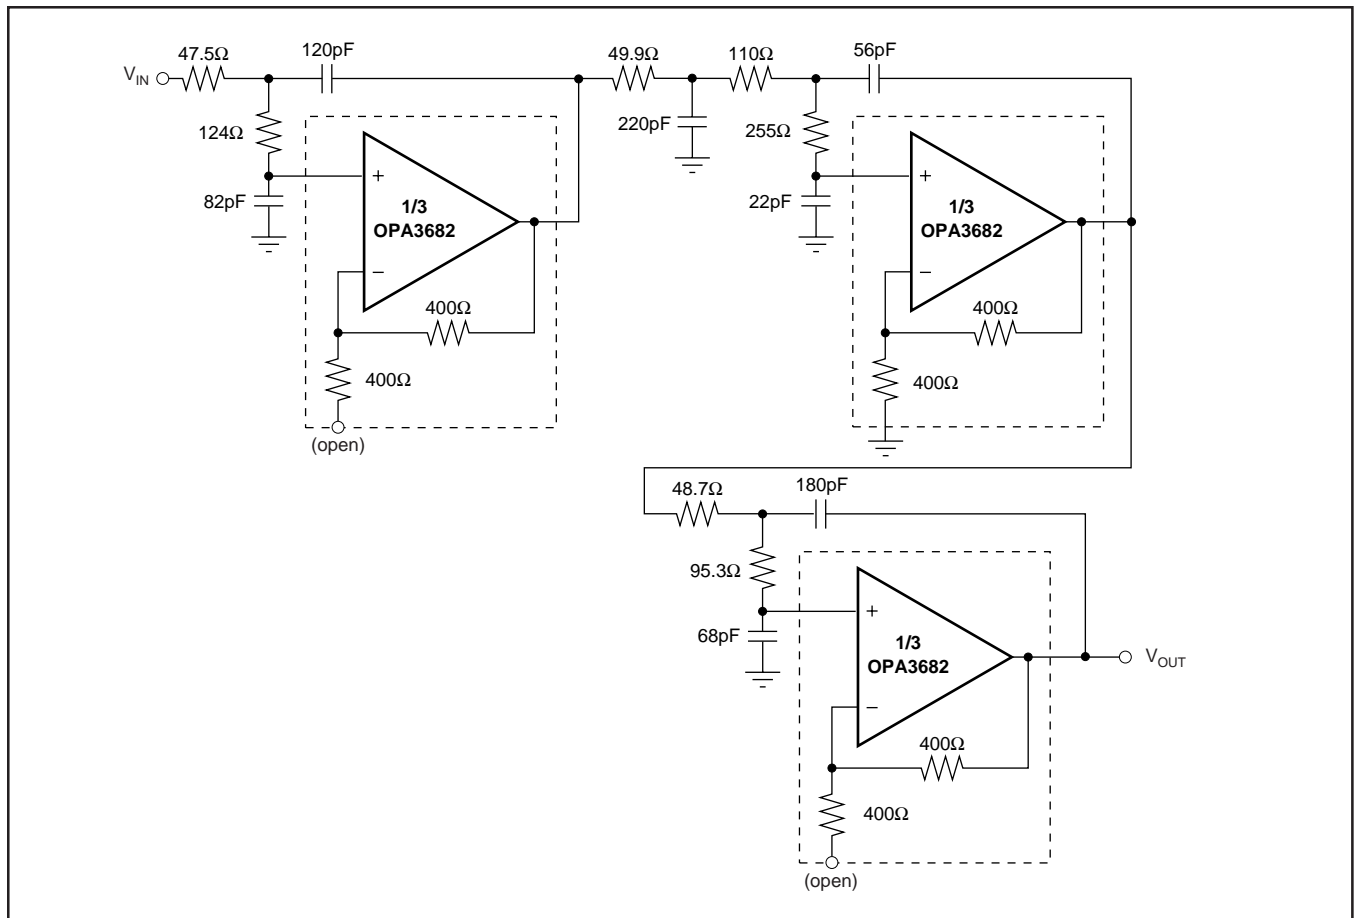 47.5Ω
120pF
49.9Ω
110Ω
56pF
V_IN
124Ω
220pF
255Ω
82pF
22pF
+
1/3
OPA3682
−
+
1/3
OPA3682
−
400Ω
400Ω
400Ω
400Ω
(open)
48.7Ω
180pF
95.3Ω
+
68pF
1/3
OPA3682
−
V_OUT
400Ω
400Ω
(open)